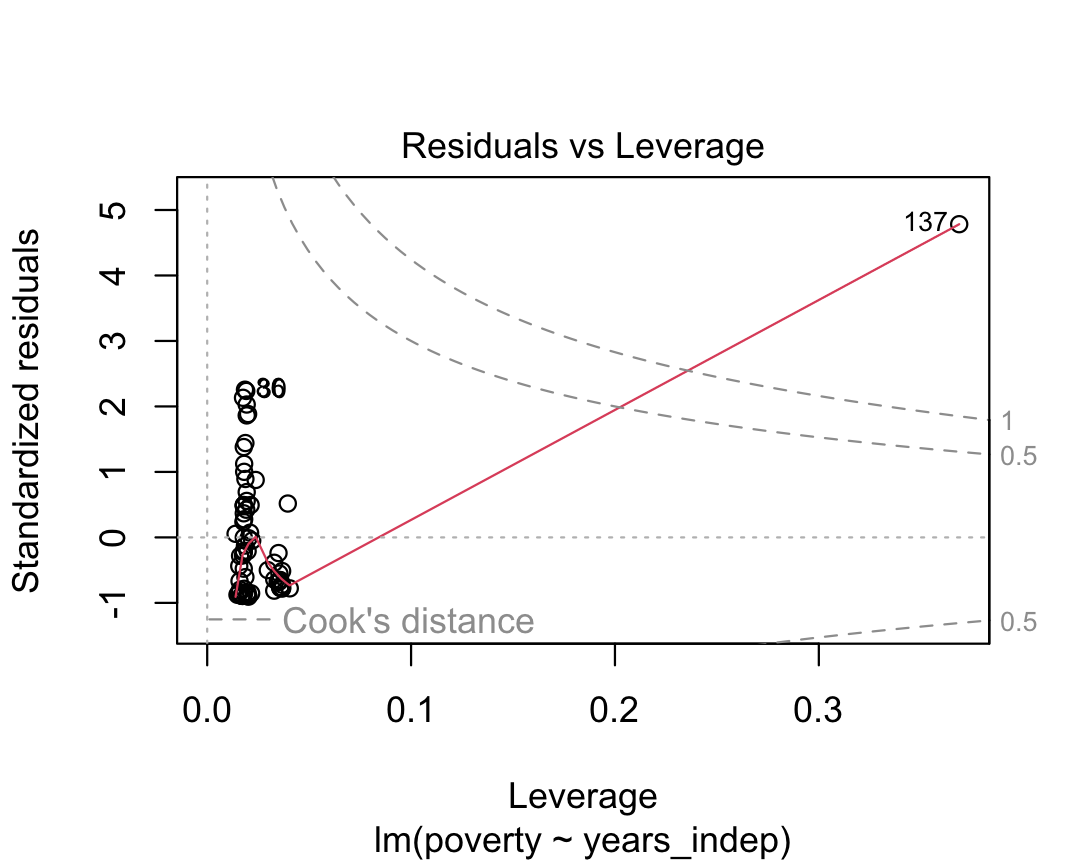 Residuals vs Leverage
Standardized residuals
5
4
3
2
1
0
-1
137
1
0.5
0.5
Cook's distance
0.0 0.1 0.2 0.3
Leverage
lm(poverty ~ years_indep)